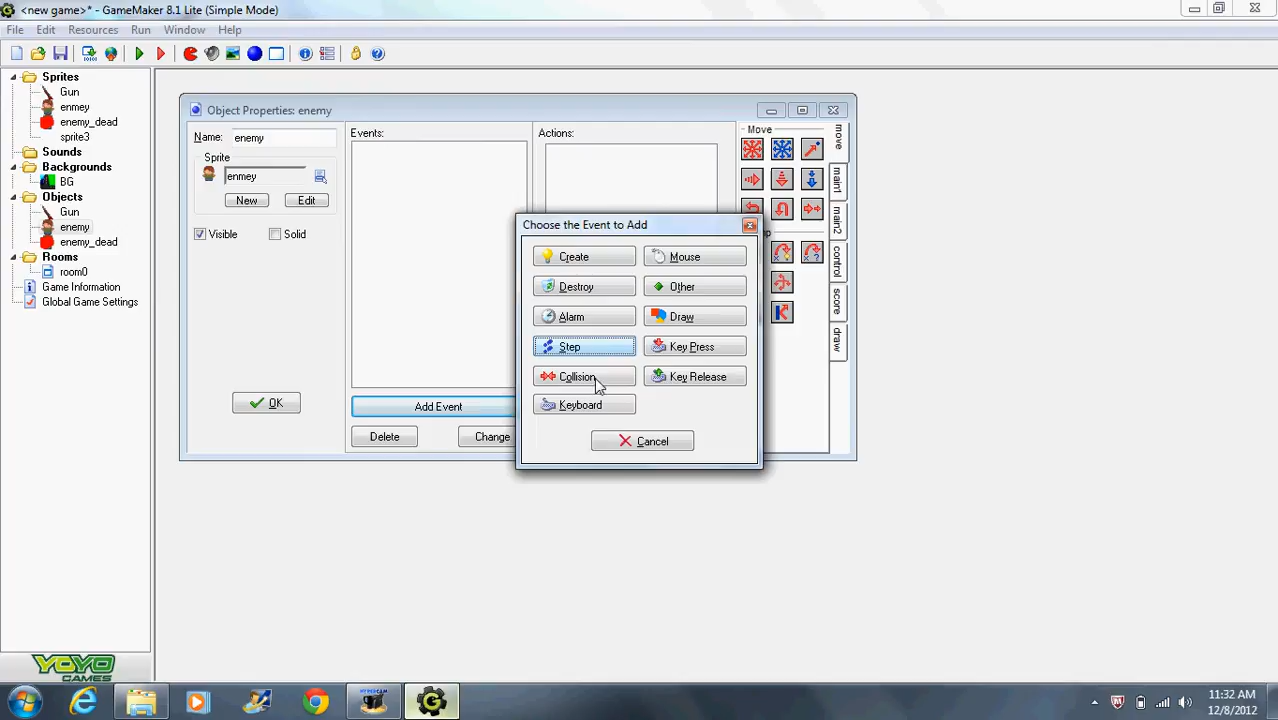 <new game>* - GameMaker 8.1 Lite (Simple Mode)
File Edit Resources Run Window Help
Sprites
Gun
enmey
enemy_dead
sprite3
Sounds
Backgrounds
BG
Objects
Gun
enemy
enemy_dead
Rooms
room0
Game Information
Global Game Settings
Object Properties: enemy
Name: enemy
Sprite
enmey
New Edit
Visible Solid
OK
Events:
Add Event
Delete Change
Actions:
Move
move
main1
main2
control
score
draw
Choose the Event to Add
Create Mouse
Destroy Other
Alarm Draw
Step Key Press
Collision Key Release
Keyboard
Cancel
YOYO
GAMES
HYPERCAM
11:32 AM
12/8/2012